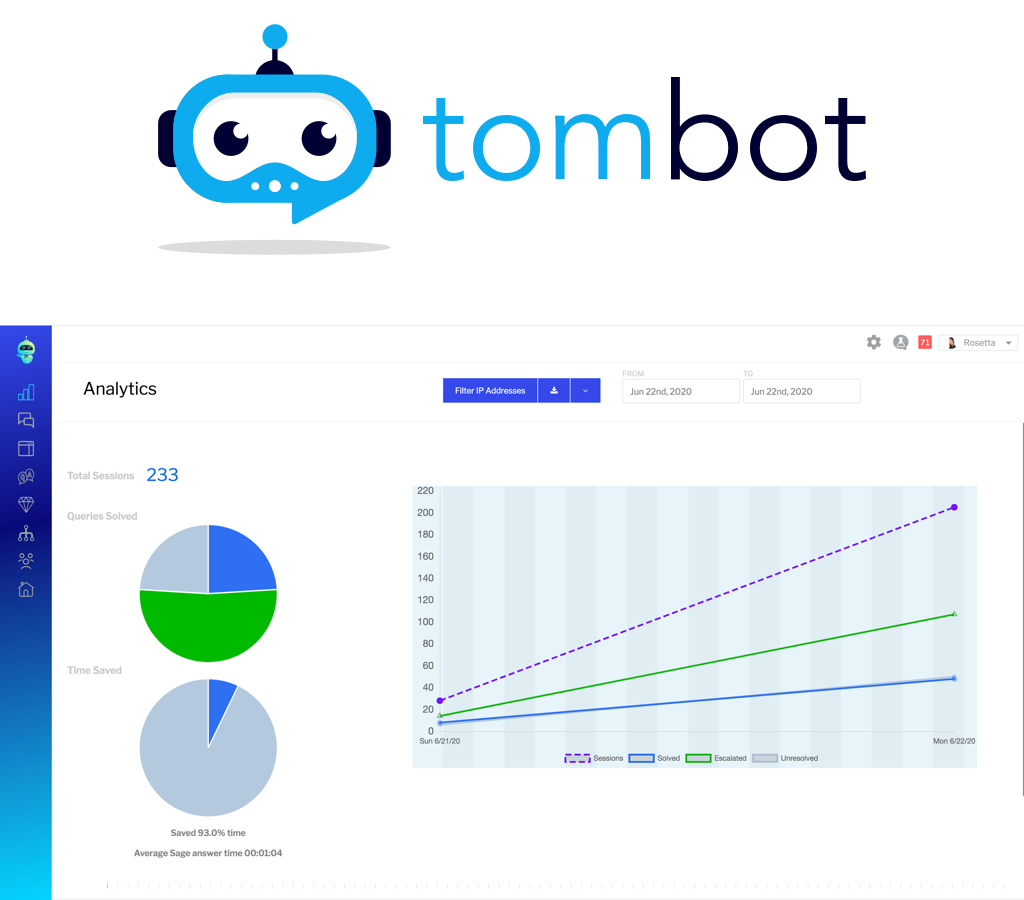 tombot
71
Rosetta
Analytics
Filter IP Addresses
FROM
Jun 22nd, 2020
TO
Jun 22nd, 2020
Total Sessions 233
Queries Solved
Time Saved
Saved 93.0% time
Average Sage answer time 00:01:04
220
200
180
160
140
120
100
80
60
40
20
0
Sun 6/21/20
Mon 6/22/20
Sessions
Solved
Escalated
Unresolved